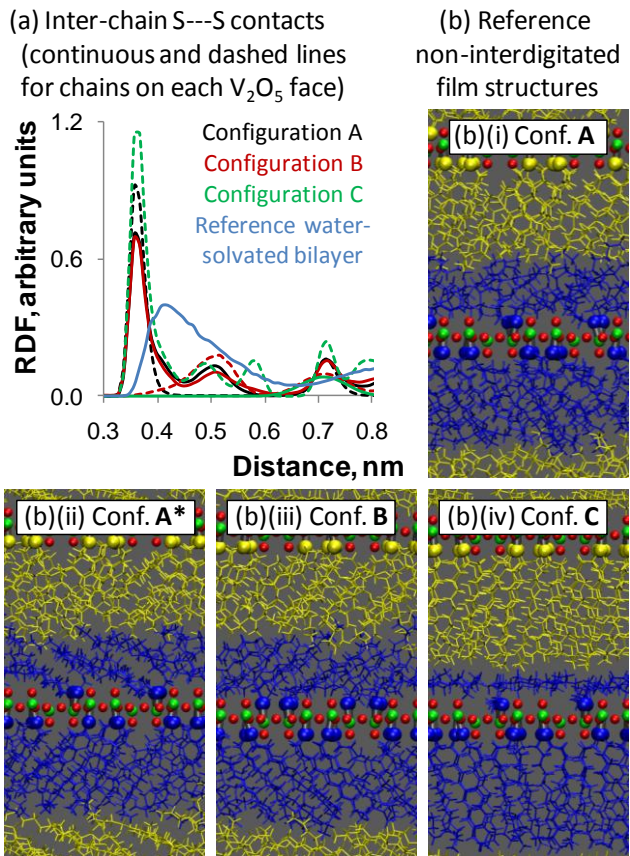 (a) Inter-chain S---S contacts
(continuous and dashed lines
for chains on each V₂O₅ face)
1.2
0.6
0.0
RDF, arbitrary units
Configuration A
Configuration B
Configuration C
Reference water-
solvated bilayer
0.3 0.4 0.5 0.6 0.7 0.8
Distance, nm
(b) Reference
non-interdigitated
film structures
(b)(i) Conf. A
(b)(ii) Conf. A*
(b)(iii) Conf. B
(b)(iv) Conf. C